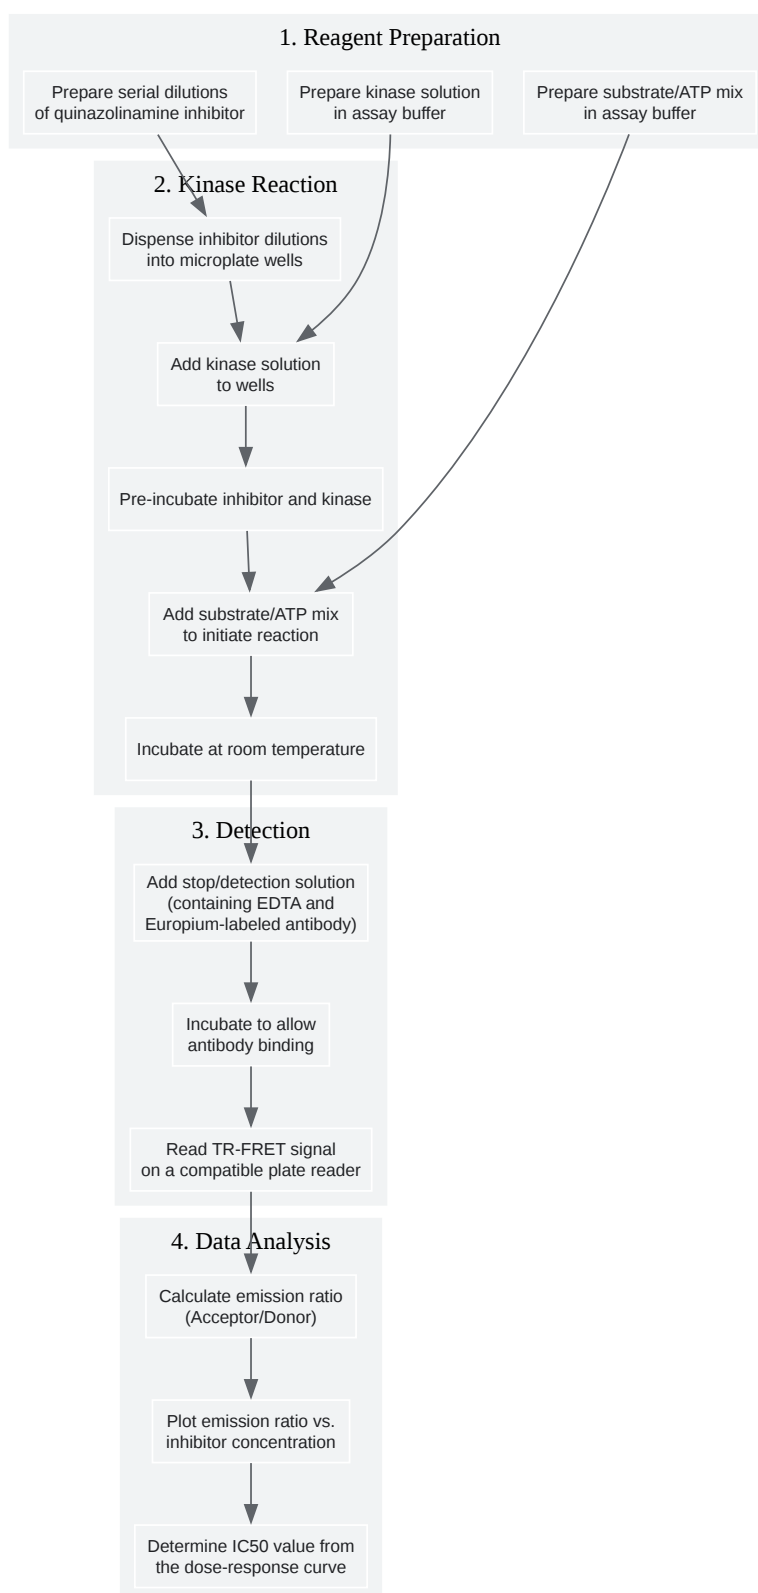 1. Reagent Preparation
Prepare serial dilutions
of quinazolinamine inhibitor
Prepare kinase solution
in assay buffer
Prepare substrate/ATP mix
in assay buffer
2. Kinase Reaction
Dispense inhibitor dilutions
into microplate wells
Add kinase solution
to wells
Pre-incubate inhibitor and kinase
Add substrate/ATP mix
to initiate reaction
Incubate at room temperature
3. Detection
Add stop/detection solution
(containing EDTA and
Europium-labeled antibody)
Incubate to allow
antibody binding
Read TR-FRET signal
on a compatible plate reader
4. Data Analysis
Calculate emission ratio
(Acceptor/Donor)
Plot emission ratio vs.
inhibitor concentration
Determine IC50 value from
the dose-response curve